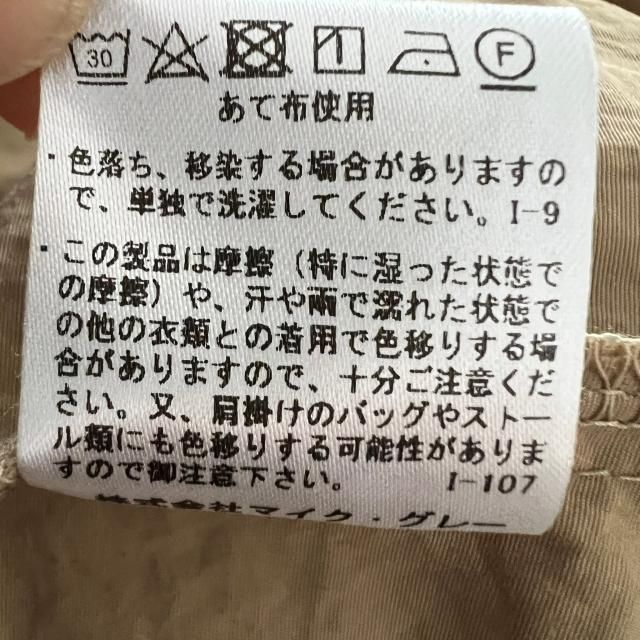 30 F
あて布使用
・色落ち、移染する場合がありますの
で、単独で洗濯してください。I-9
・この製品は摩擦（特に湿った状態で
の摩擦）や、汗や雨で濡れた状態で
の他の衣類との着用で色移りする場
合がありますので、十分ご注意くだ
さい。又、肩掛けのバッグやストー
ル類にも色移りする可能性がありま
すので御注意下さい。 I-107
株式会社マイク・グレー